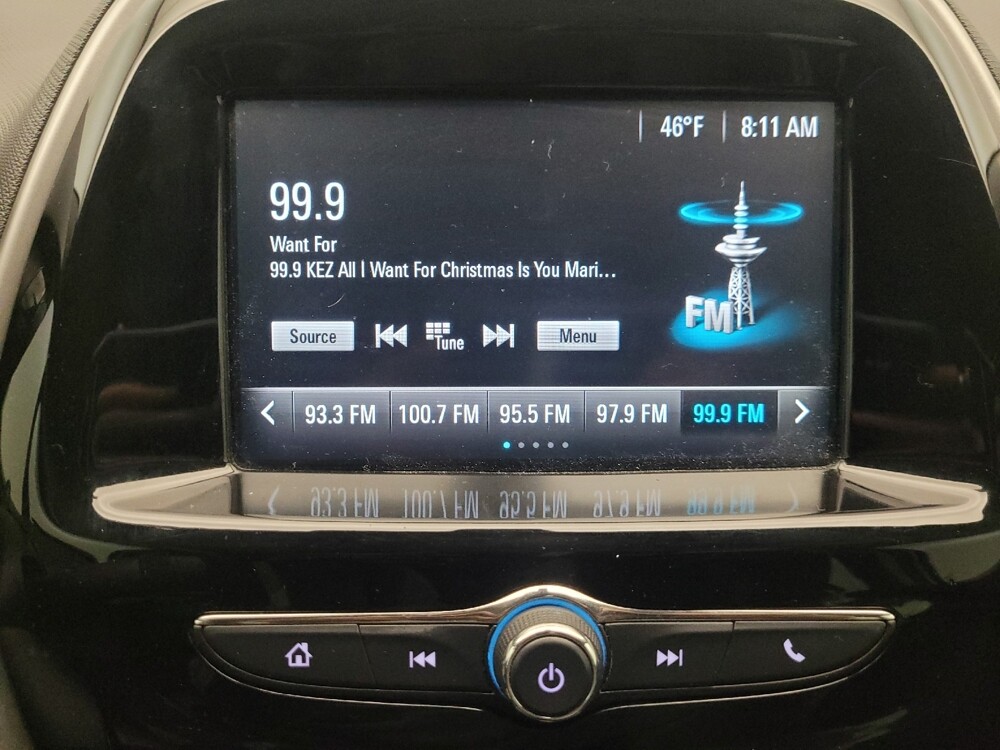 46°F 8:11 AM
99.9
Want For
99.9 KEZ All I Want For Christmas Is You Mari...
FM
Source Tune Menu
93.3 FM 100.7 FM 95.5 FM 97.9 FM 99.9 FM